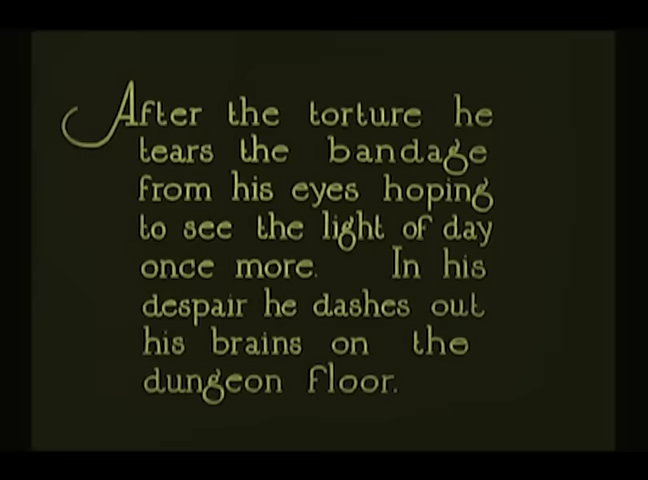 After the torture he
tears the bandage
from his eyes hoping
to see the light of day
once more. In his
despair he dashes out
his brains on the
dungeon floor.